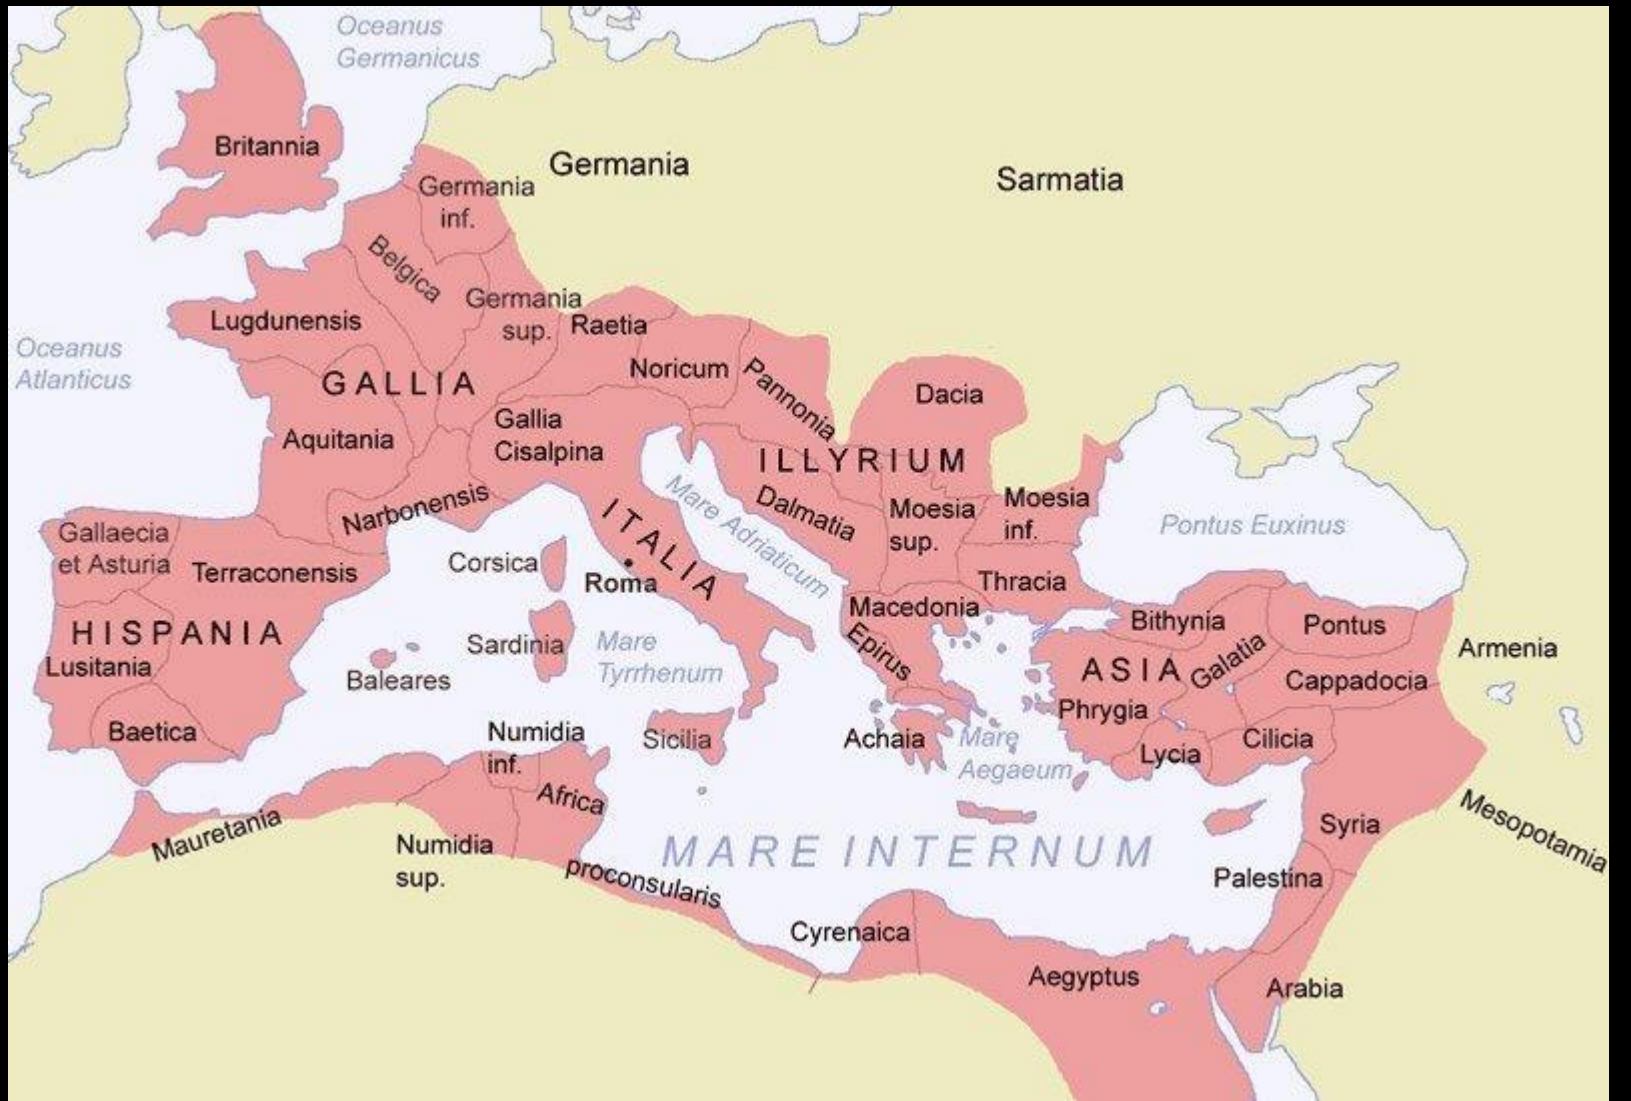 Oceanus
Germanicus
Britannia
Germania
Sarmatia
Germania
inf.
Belgica
Germania
sup.
Lugdunensis
Raetia
Oceanus
Atlanticus
Noricum
Pannonia
GALLIA
Dacia
Gallia
Cisalpina
Aquitania
ILLYRIUM
Narbonensis
Mare Adriaticum
Dalmatia
Moesia
sup.
Moesia
inf.
Pontus Euxinus
Gallaecia
et Asturia
Terraconensis
Corsica
ITALIA
Roma
Thracia
Macedonia
HISPANIA
Lusitania
Sardinia
Mare
Tyrrhenum
Epirus
Bithynia
Pontus
Armenia
ASIA
Galatia
Cappadocia
Baleares
Phrygia
Baetica
Numidia
inf.
Sicilia
Achaia
Mare
Aegaeum
Lycia
Cilicia
Africa
proconsularis
Mauretania
Numidia
sup.
MARE INTERNUM
Syria
Mesopotamia
Palestina
Cyrenaica
Aegyptus
Arabia